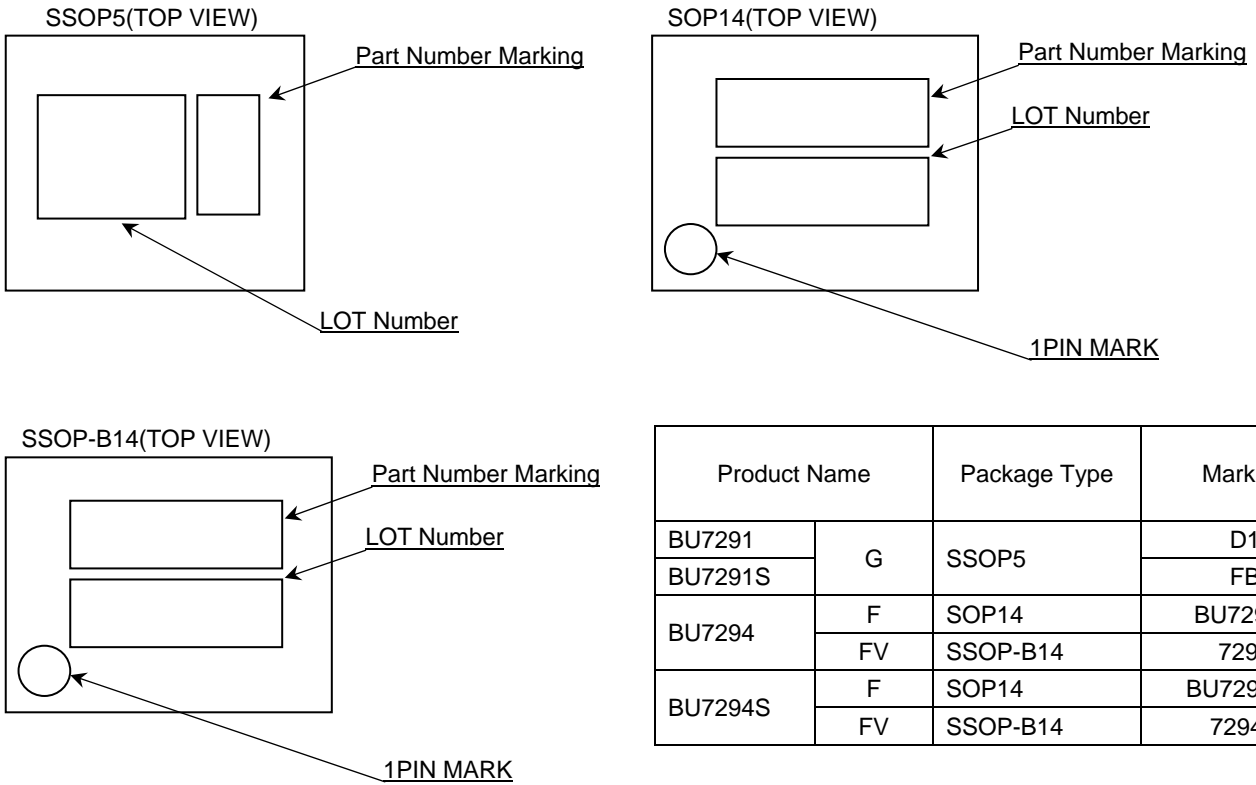 SSOP5(TOP VIEW)
Part Number Marking
LOT Number
SOP14(TOP VIEW)
Part Number Marking
LOT Number
1PIN MARK
SSOP-B14(TOP VIEW)
Part Number Marking
LOT Number
1PIN MARK
Product Name Package Type
BU7291 G SSOP5 D1
BU7291S
BU7294 F SOP14
FV SSOP-B14
BU7294S F SOP14
FV SSOP-B14